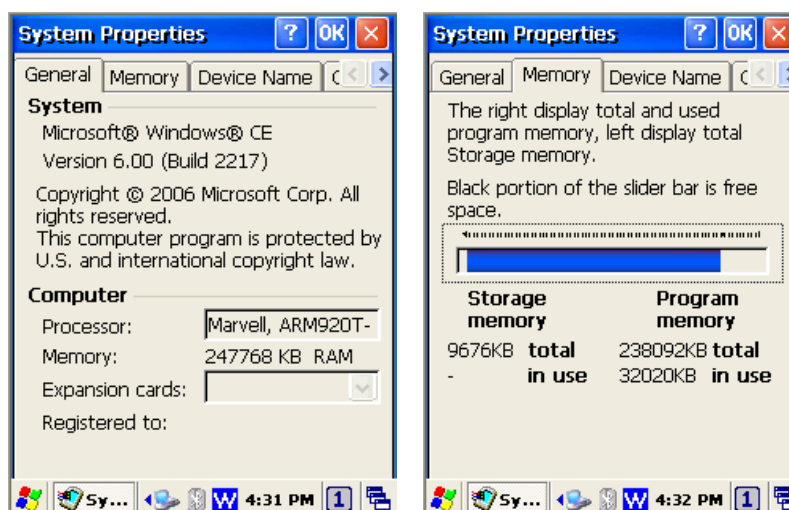 System Properties ? OK
General Memory Device Name
System
Microsoft® Windows® CE
Version 6.00 (Build 2217)
Copyright © 2006 Microsoft Corp. All
rights reserved.
This computer program is protected by
U.S. and international copyright law.
Computer
Processor: Marvell, ARM920T-
Memory: 247768 KB RAM
Expansion cards:
Registered to:
Sy... W 4:31 PM 1
System Properties ? OK
General Memory Device Name
The right display total and used
program memory, left display total
Storage memory.
Black portion of the slider bar is free
space.
Storage Program
memory memory
9676KB total 238092KB total
- in use 32020KB in use
Sy... W 4:32 PM 1